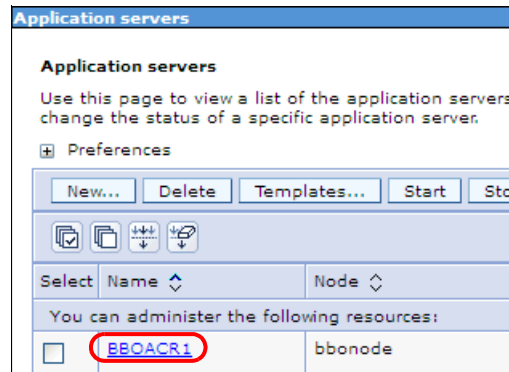 Application servers
Application servers
Use this page to view a list of the application servers
change the status of a specific application server.
Preferences
New... Delete Templates... Start Sto
Select Name Node
You can administer the following resources:
BBOACR1 bbonode